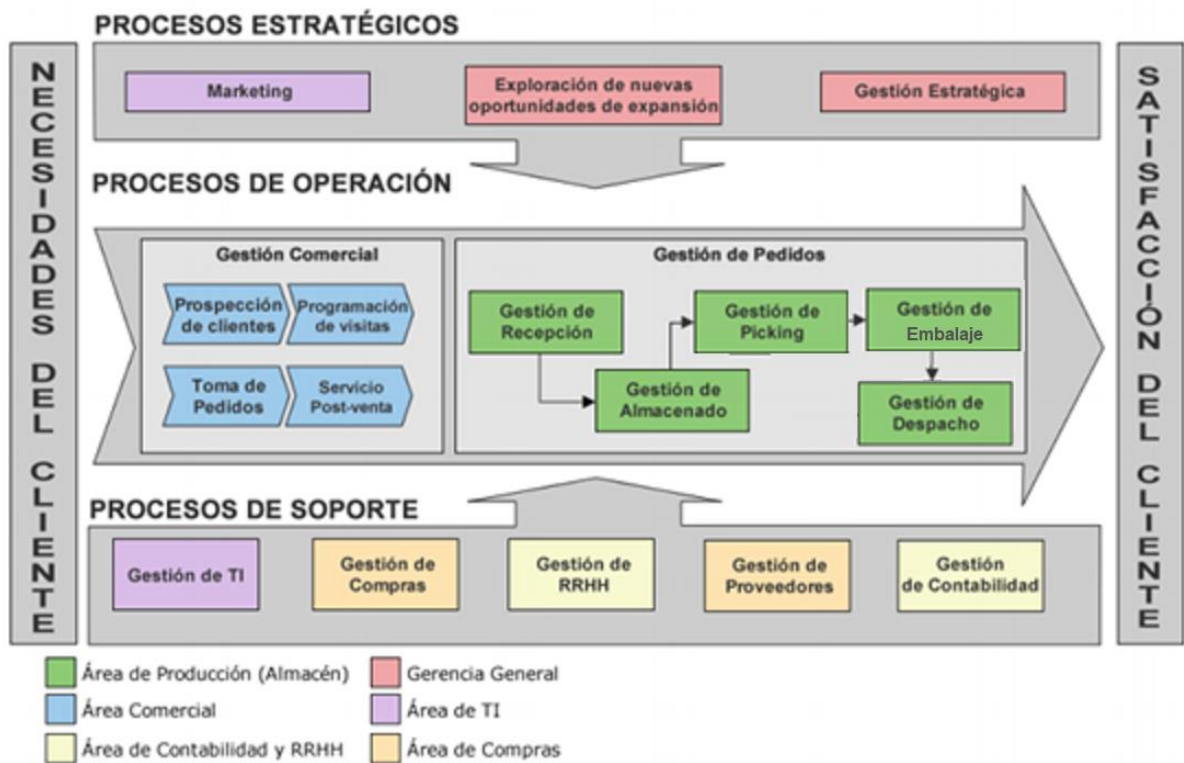 PROCESOS ESTRATÉGICOS
NECESIDADES DEL CLIENTE
Marketing
Exploración de nuevas
oportunidades de expansión
Gestión Estratégica
SATISFACCIÓN DEL CLIENTE
PROCESOS DE OPERACIÓN
Gestión Comercial
Prospección
de clientes
Programación
de visitas
Toma de
Pedidos
Servicio
Post-venta
Gestión de Pedidos
Gestión de
Recepción
Gestión de
Almacenado
Gestión de
Picking
Gestión de
Embalaje
Gestión de
Despacho
PROCESOS DE SOPORTE
Gestión de TI
Gestión de
Compras
Gestión de
RRHH
Gestión de
Proveedores
Gestión
de Contabilidad
Área de Producción (Almacén)
Gerencia General
Área Comercial
Área de TI
Área de Contabilidad y RRHH
Área de Compras